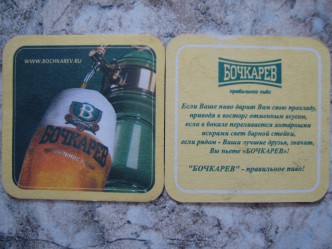 WWW.BOCHKAREV.RU
БОЧКАРЕВ
БОЧКАРЕВ
правильное пиво
Если Ваше пиво дарит Вам свою прохладу,
приводя в восторг отменным вкусом,
если в бокале переливается янтарными
искрами свет барной стойки,
если рядом - Ваши лучшие друзья, значит,
Вы пьете «БОЧКАРЕВ»!
"БОЧКАРЕВ" - правильное пиво!